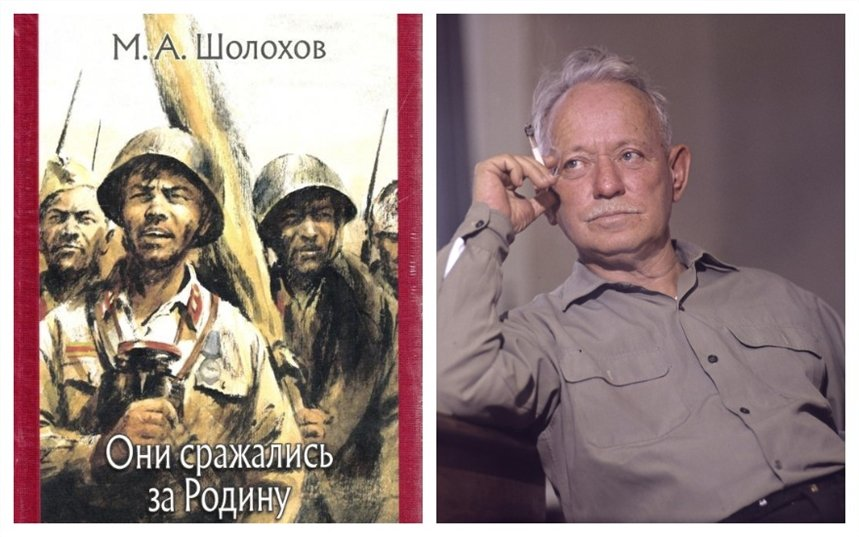 М. А. Шолохов
Они сражались
за Родину